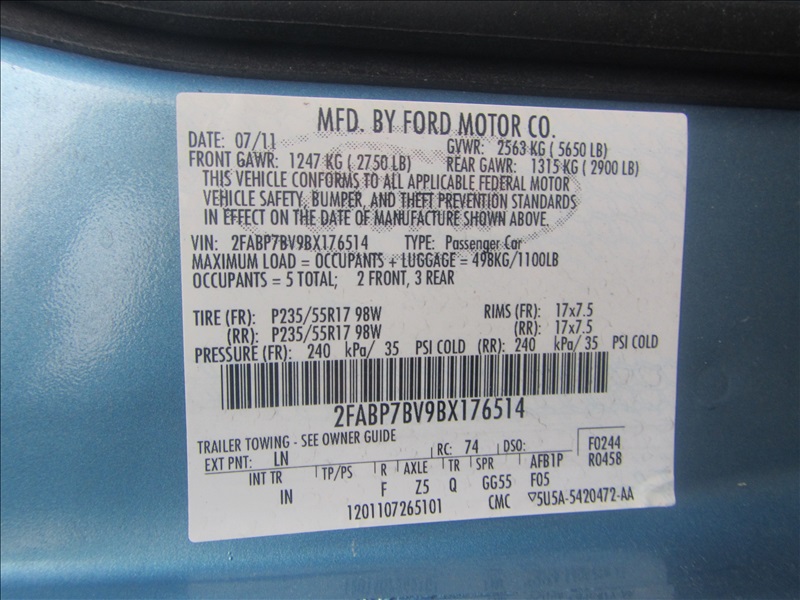 MFD. BY FORD MOTOR CO.
DATE: 07/11 GVWR: 2563 KG ( 5650 LB)
FRONT GAWR: 1247 KG ( 2750 LB) REAR GAWR: 1315 KG ( 2900 LB)
THIS VEHICLE CONFORMS TO ALL APPLICABLE FEDERAL MOTOR
VEHICLE SAFETY, BUMPER, AND THEFT PREVENTION STANDARDS
IN EFFECT ON THE DATE OF MANUFACTURE SHOWN ABOVE.
VIN: 2FABP7BV9BX176514 TYPE: Passenger Car
MAXIMUM LOAD = OCCUPANTS + LUGGAGE = 498KG/1100LB
OCCUPANTS = 5 TOTAL; 2 FRONT, 3 REAR
TIRE (FR): P235/55R17 98W RIMS (FR): 17x7.5
(RR): P235/55R17 98W (RR): 17x7.5
PRESSURE (FR): 240 kPa/ 35 PSI COLD (RR): 240 kPa/35 PSI COLD
2FABP7BV9BX176514
TRAILER TOWING - SEE OWNER GUIDE
EXT PNT: LN RC: 74 DSO: F0244
INT TR TP/PS R AXLE TR SPR AFB1P R0458
IN F Z5 Q GG55 F05
1201107265101 CMC ▽5U5A-5420472-AA